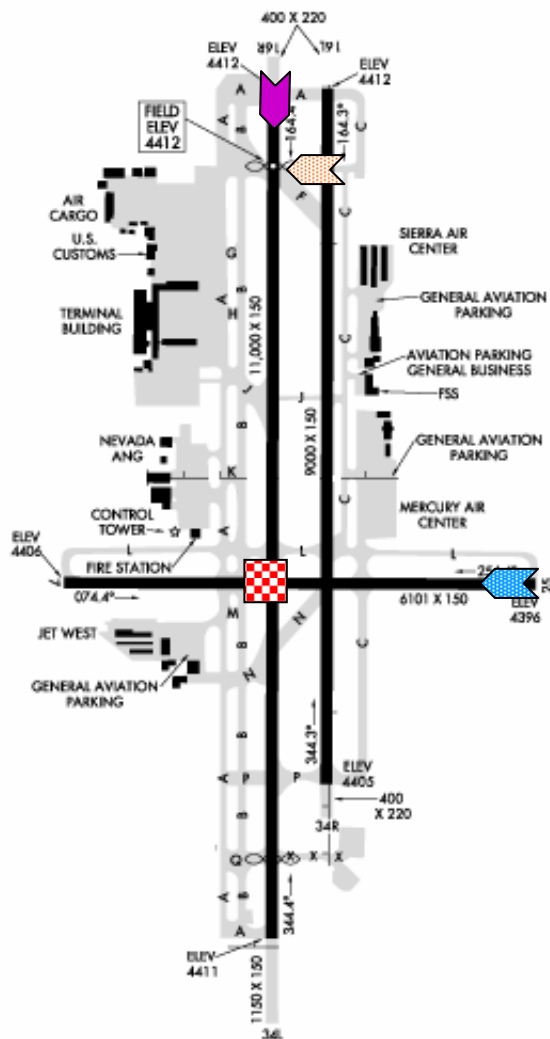 400 X 220
16R
16L
ELEV
4412
ELEV
4412
A
A
A
B
C
FIELD
ELEV
4412
164.4°
164.3°
F
AIR
CARGO
C
U.S.
CUSTOMS
SIERRA AIR
CENTER
G
B
A
H
GENERAL AVIATION
PARKING
TERMINAL
BUILDING
11,000 X 150
C
AVIATION PARKING
GENERAL BUSINESS
FSS
J
J
B
9000 X 150
NEVADA
ANG
GENERAL AVIATION
PARKING
K
C
MERCURY AIR
CENTER
CONTROL
TOWER
A
ELEV
4406
L
L
L
FIRE STATION
7
074.4°
6101 X 150
25
ELEV
4396
M
N
JET WEST
B
C
GENERAL AVIATION
PARKING
N
B
344.3°
ELEV
4405
A
P
P
400
X 220
B
34R
Q
X
X
X
A
B
344.4°
A
ELEV
4411
1150 X 150
34L